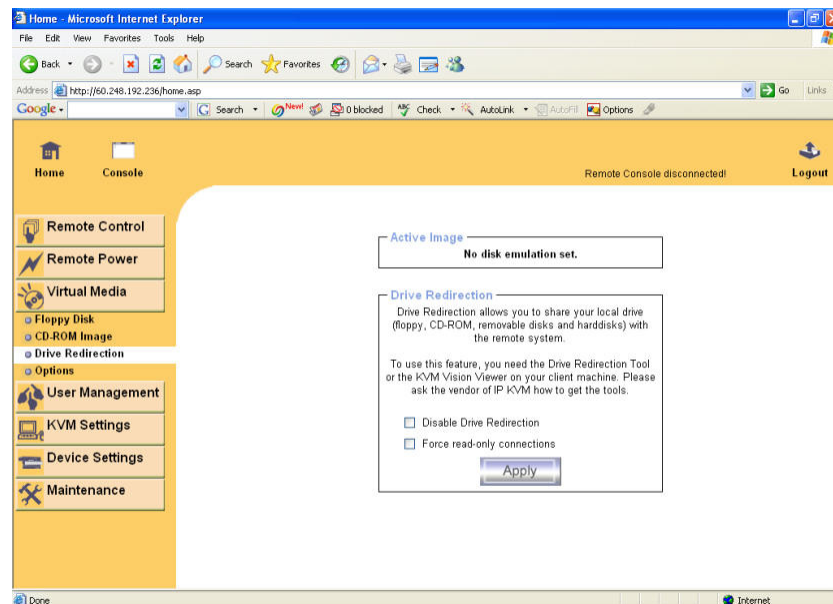 Home - Microsoft Internet Explorer
File Edit View Favorites Tools Help
Back Search Favorites
Address http://60.248.192.236/home.asp Go Links
Google Search New! 0 blocked ABC Check AutoLink AutoFill Options
Home Console Remote Console disconnected! Logout
Remote Control
Remote Power
Virtual Media
Floppy Disk
CD-ROM Image
Drive Redirection
Options
User Management
KVM Settings
Device Settings
Maintenance
Active Image
No disk emulation set.
Drive Redirection
Drive Redirection allows you to share your local drive
(floppy, CD-ROM, removable disks and harddisks) with
the remote system.
To use this feature, you need the Drive Redirection Tool
or the KVM Vision Viewer on your client machine. Please
ask the vendor of IP KVM how to get the tools.
Disable Drive Redirection
Force read-only connections
Apply
Done Internet